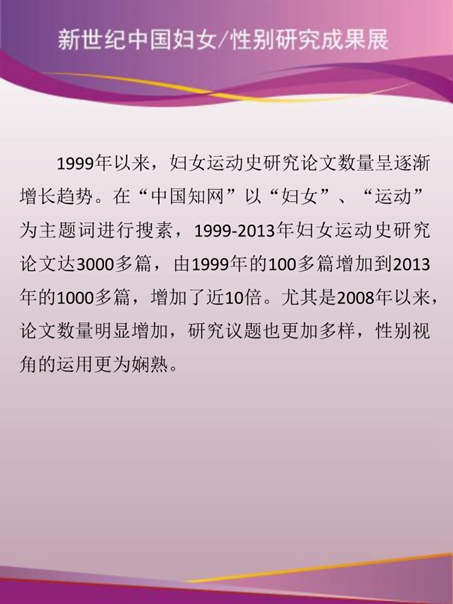 新世纪中国妇女/性别研究成果展
1999年以来，妇女运动史研究论文数量呈逐渐
增长趋势。在“中国知网”以“妇女”、“运动”
为主题词进行搜素，1999-2013年妇女运动史研究
论文达3000多篇，由1999年的100多篇增加到2013
年的1000多篇，增加了近10倍。尤其是2008年以来，
论文数量明显增加，研究议题也更加多样，性别视
角的运用更为娴熟。